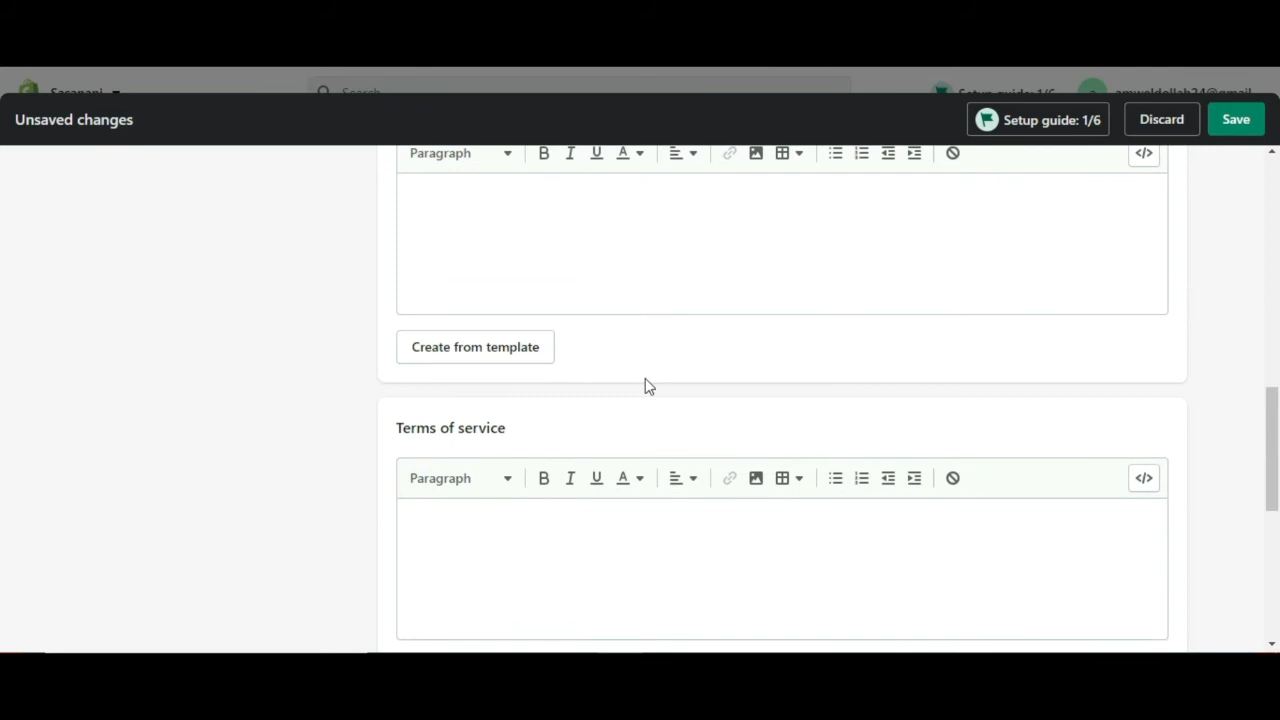 Unsaved changes
Setup guide: 1/6
Discard
Save
Paragraph
B I U A
</>
Create from template
Terms of service
Paragraph
B I U A
</>